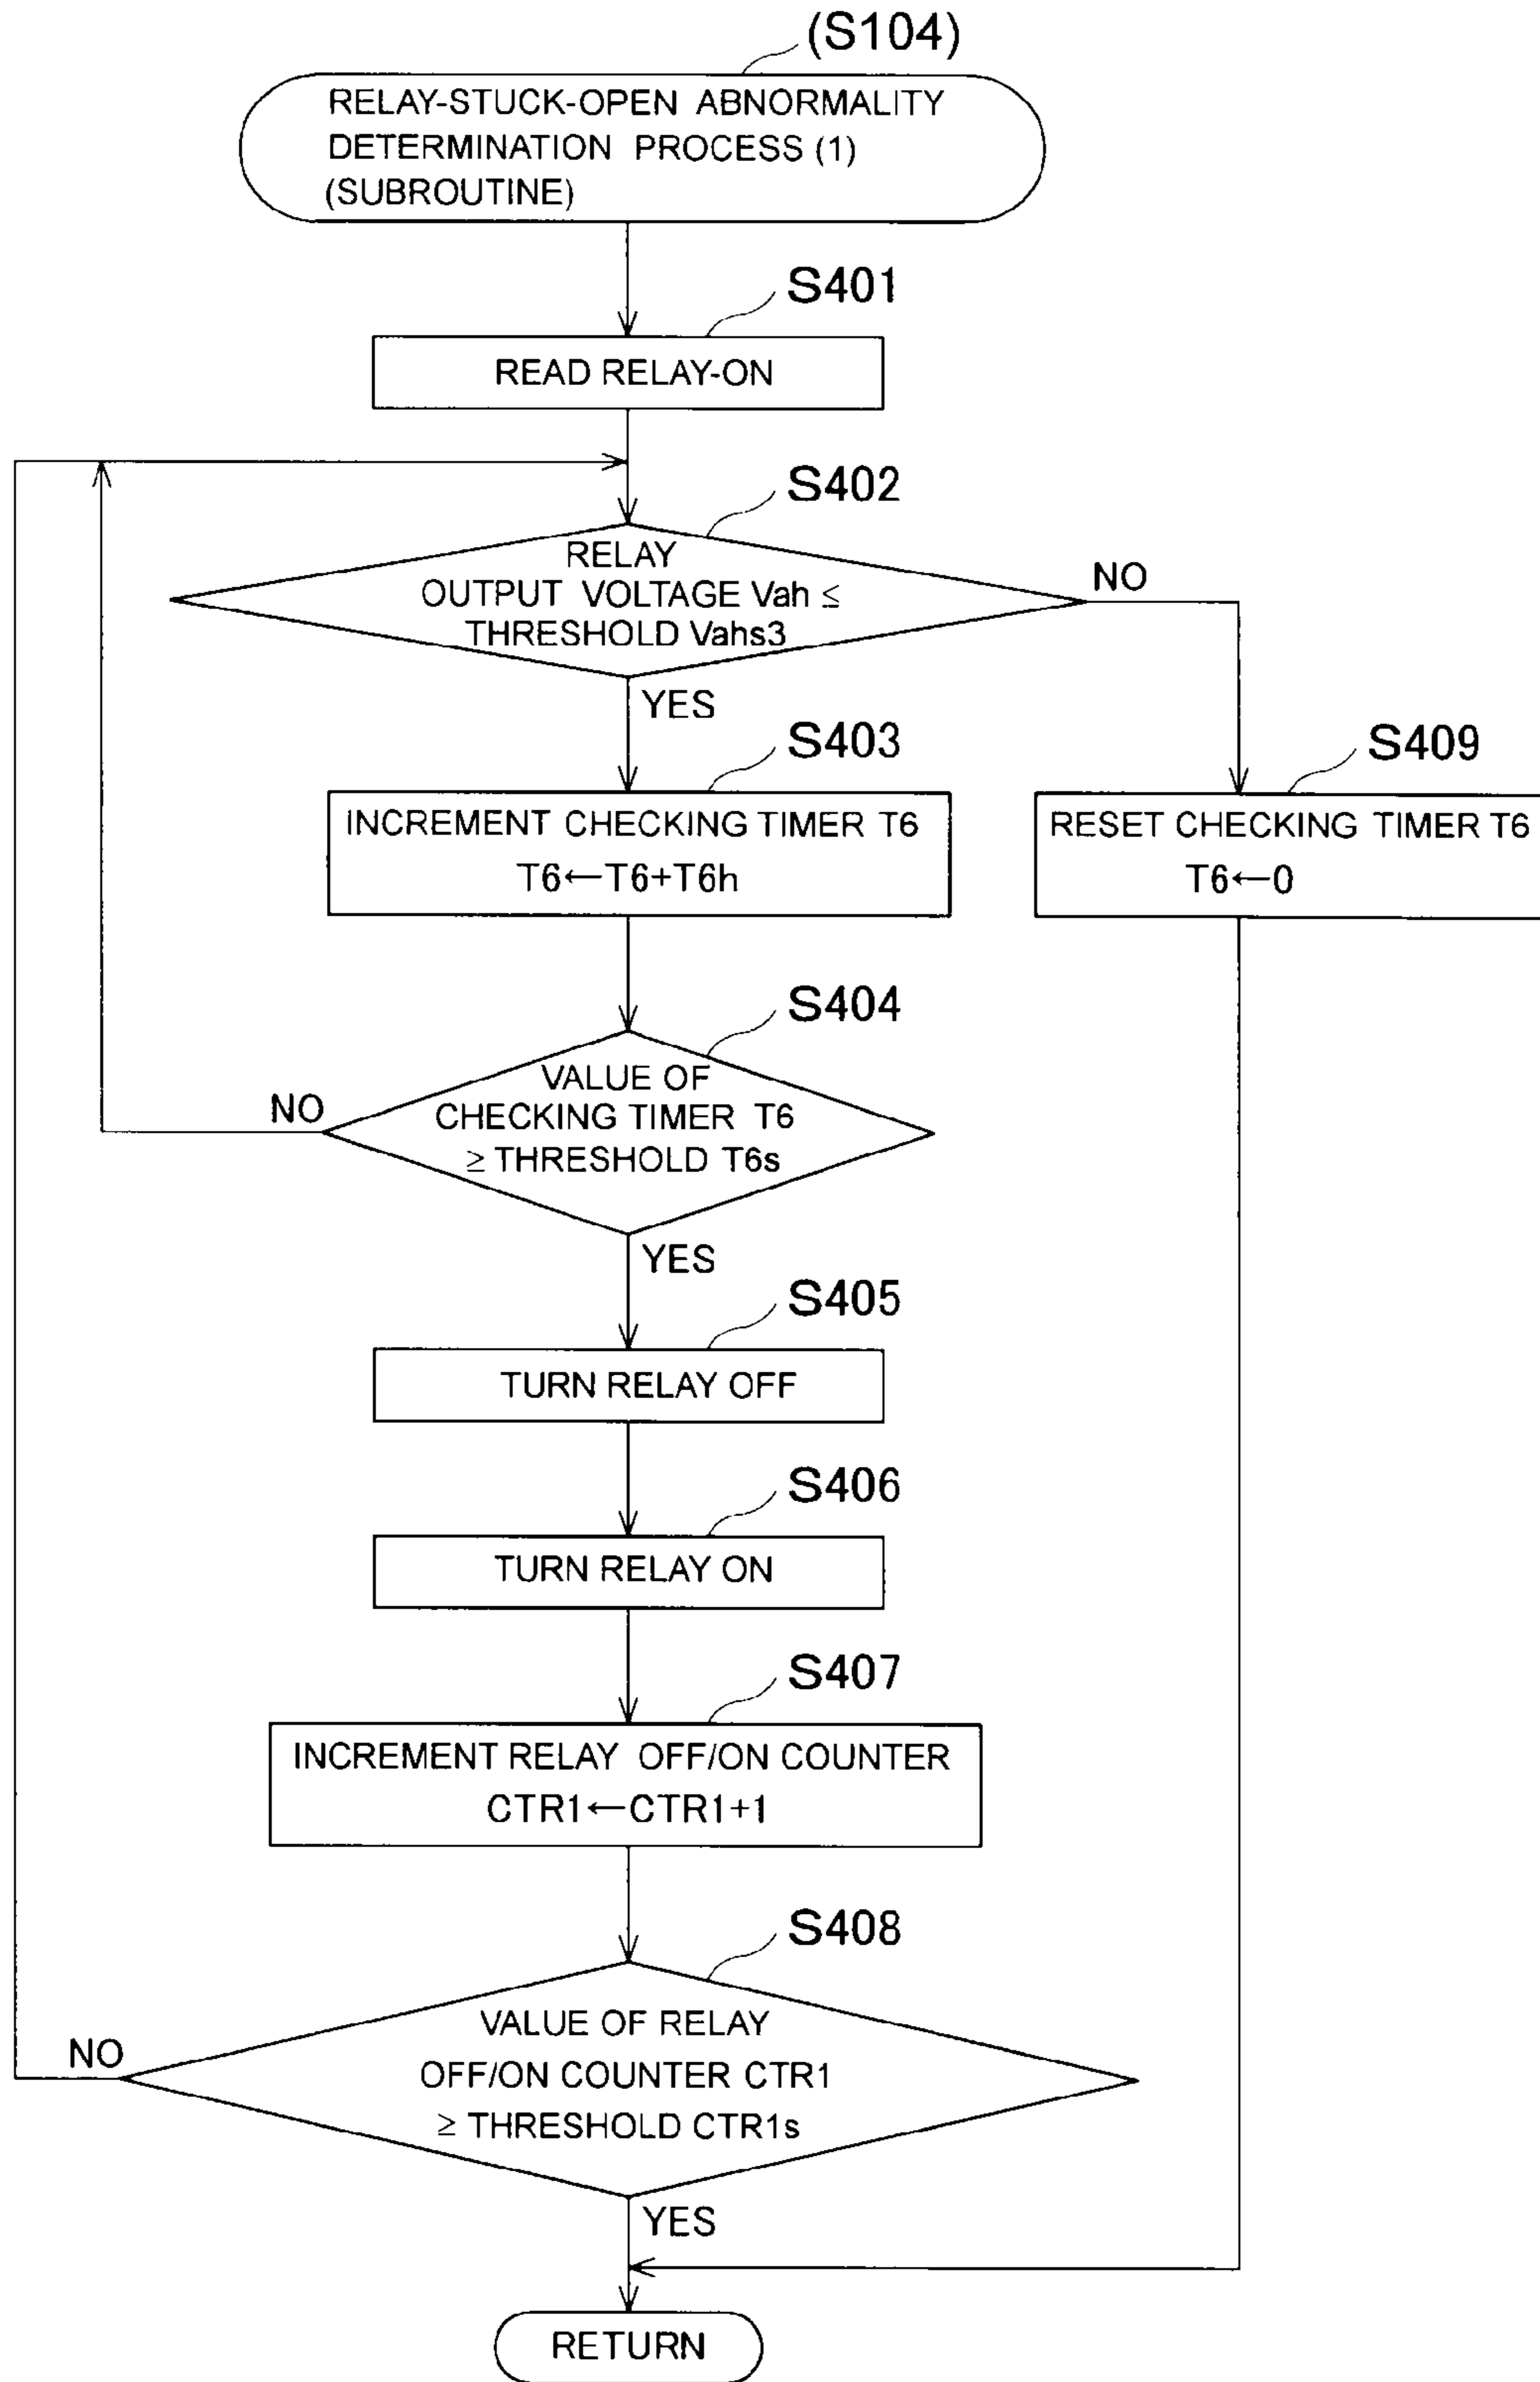 (S104)
RELAY-STUCK-OPEN ABNORMALITY
DETERMINATION PROCESS (1)
(SUBROUTINE)
S401
READ RELAY-ON
S402
RELAY
OUTPUT VOLTAGE Vah ≤
THRESHOLD Vahs3
NO
YES
S403
INCREMENT CHECKING TIMER T6
T6←T6+T6h
S409
RESET CHECKING TIMER T6
T6←0
S404
VALUE OF
CHECKING TIMER T6
≥ THRESHOLD T6s
NO
YES
S405
TURN RELAY OFF
S406
TURN RELAY ON
S407
INCREMENT RELAY OFF/ON COUNTER
CTR1←CTR1+1
S408
VALUE OF RELAY
OFF/ON COUNTER CTR1
≥ THRESHOLD CTR1s
NO
YES
RETURN